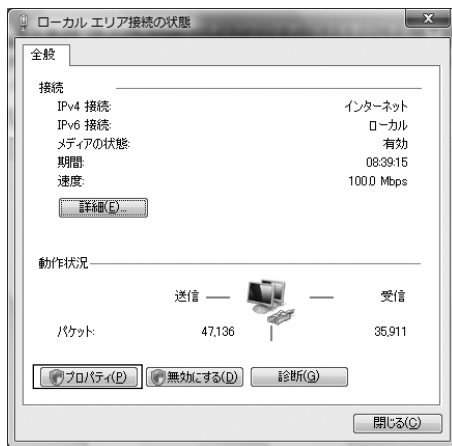 ローカル エリア接続の状態
全般
接続
IPv4 接続: インターネット
IPv6 接続: ローカル
メディアの状態: 有効
期間: 08:39:15
速度: 100.0 Mbps
詳細(E)...
動作状況
送信 受信
パケット: 47,136 35,911
プロパティ(P) 無効にする(D) 診断(G)
閉じる(C)